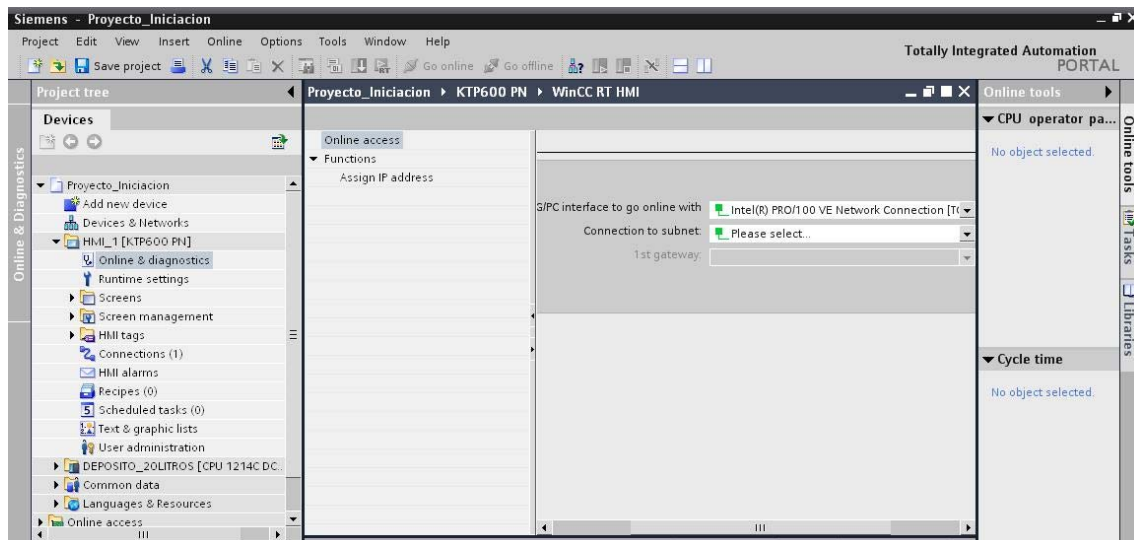 Siemens - Proyecto_Iniciacion
Project Edit View Insert Online Options Tools Window Help
Totally Integrated Automation
PORTAL
Save project Go online Go offline
Project tree
Proyecto_Iniciacion KTP600 PN WinCC RT HMI
Online tools
Devices
Online & Diagnostics
Proyecto_Iniciacion
Add new device
Devices & Networks
HMI_1 [KTP600 PN]
Online & diagnostics
Runtime settings
Screens
Screen management
HMI tags
Connections (1)
HMI alarms
Recipes (0)
Scheduled tasks (0)
Text & graphic lists
User administration
DEPOSITO_20LITROS [CPU 1214C DC..
Common data
Languages & Resources
Online access
Online access
Functions
Assign IP address
G/PC interface to go online with
Intel(R) PRO/100 VE Network Connection [TC
Connection to subnet:
Please select...
1st gateway:
CPU operator pa...
No object selected.
Cycle time
No object selected.
Online tools
Tasks
Libraries